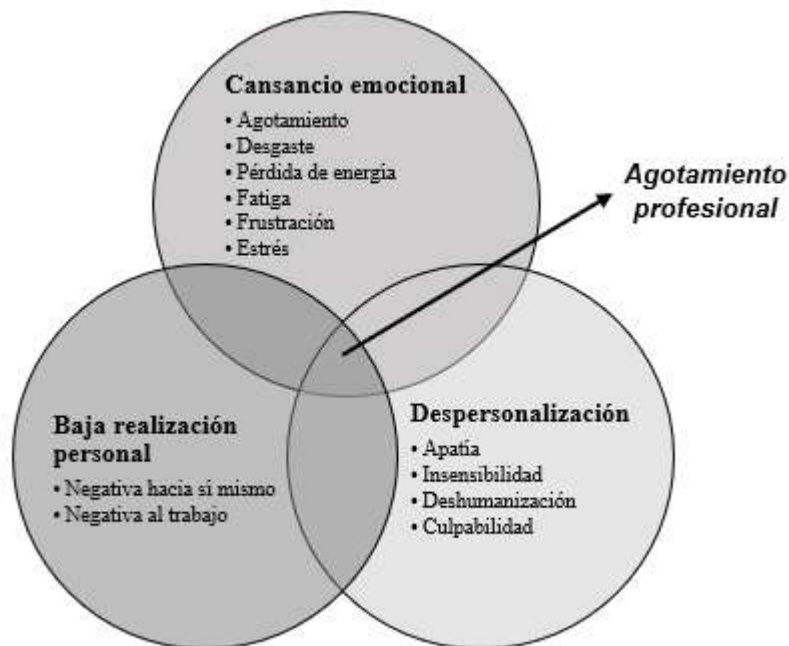 Cansancio emocional
• Agotamiento
• Desgaste
• Pérdida de energía
• Fatiga
• Frustración
• Estrés
Agotamiento
profesional
Baja realización
personal
• Negativa hacia sí mismo
• Negativa al trabajo
Despersonalización
• Apatía
• Insensibilidad
• Deshumanización
• Culpabilidad